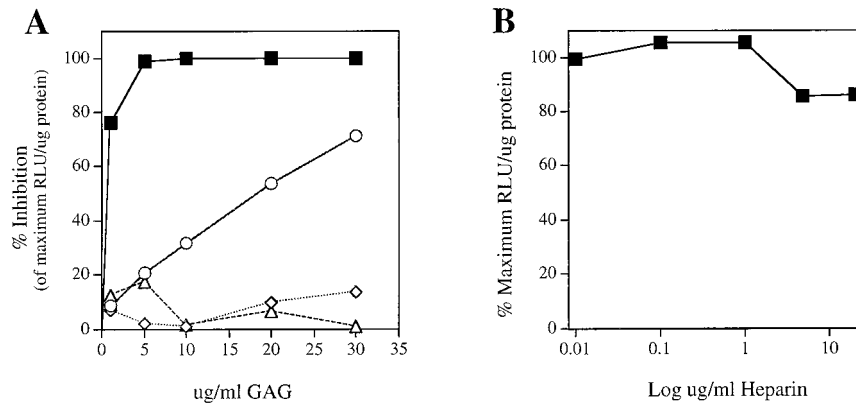 A
100
80
60
40
20
0
% Inhibition
(of maximum RLU/ug protein)
0 5 10 15 20 25 30 35
ug/ml GAG
B
100
80
60
40
20
0
% Maximum RLU/ug protein
0.01 0.1 1 10
Log ug/ml Heparin